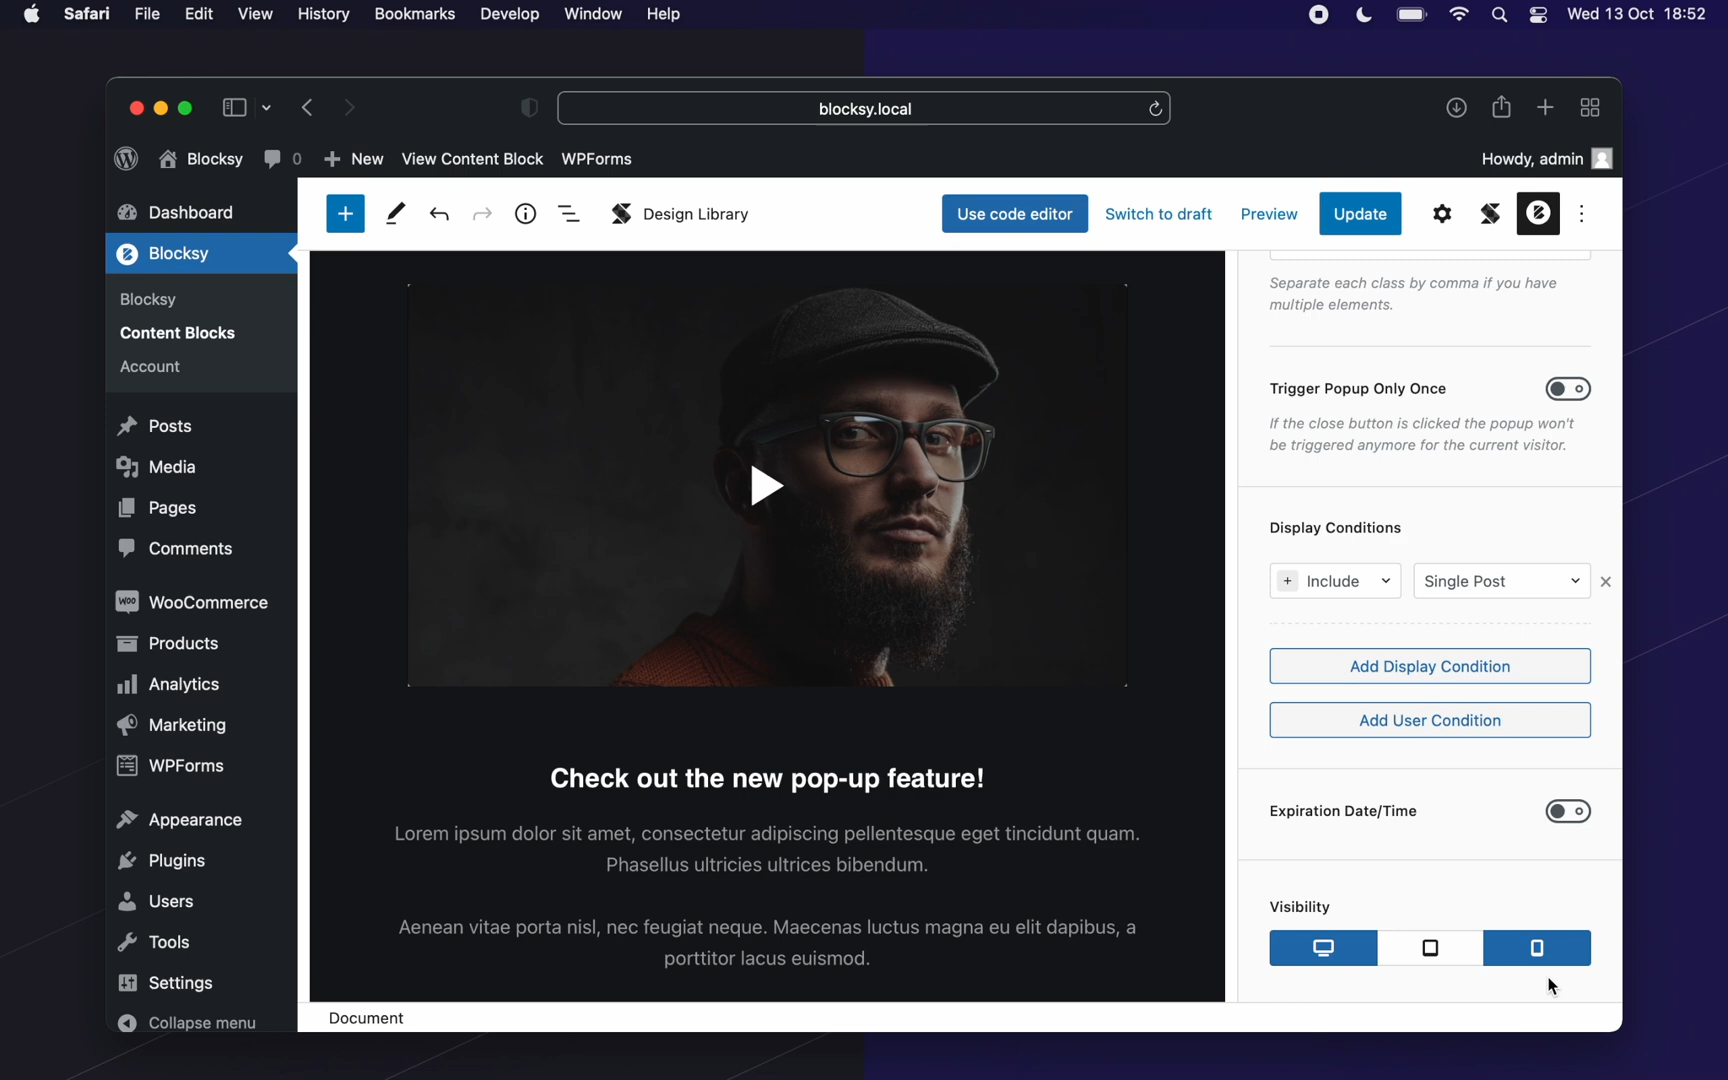 Safari File Edit View History Bookmarks Develop Window Help Wed 13 Oct 18:52
blocksy.local
Blocksy 0 New View Content Block WPForms Howdy, admin
Dashboard
Blocksy
Blocksy
Content Blocks
Account
Posts
Media
Pages
Comments
WooCommerce
Products
Analytics
Marketing
WPForms
Appearance
Plugins
Users
Tools
Settings
Collapse menu
Design Library Use code editor Switch to draft Preview Update
Check out the new pop-up feature!
Lorem ipsum dolor sit amet, consectetur adipiscing pellentesque eget tincidunt quam.
Phasellus ultricies ultrices bibendum.
Aenean vitae porta nisl, nec feugiat neque. Maecenas luctus magna eu elit dapibus, a
porttitor lacus euismod.
Document
Separate each class by comma if you have
multiple elements.
Trigger Popup Only Once
If the close button is clicked the popup won't
be triggered anymore for the current visitor.
Display Conditions
+ Include Single Post
Add Display Condition
Add User Condition
Expiration Date/Time
Visibility